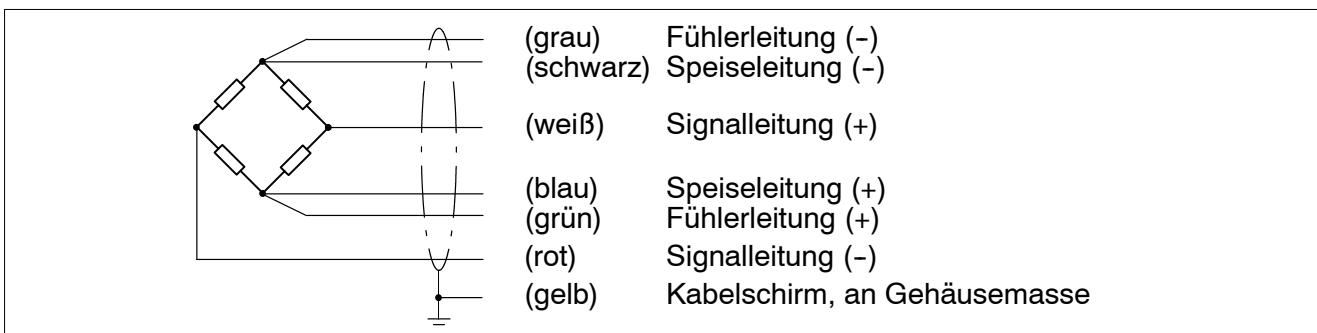 (grau) Fühlerleitung (-)
(schwarz) Speiseleitung (-)
(weiß) Signalleitung (+)
(blau) Speiseleitung (+)
(grün) Fühlerleitung (+)
(rot) Signalleitung (-)
(gelb) Kabelschirm, an Gehäusemasse